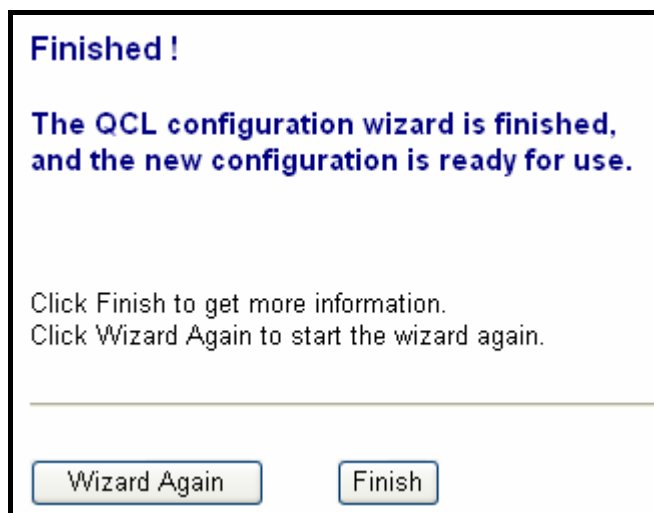 Finished !
The QCL configuration wizard is finished,
and the new configuration is ready for use.
Click Finish to get more information.
Click Wizard Again to start the wizard again.
Wizard Again
Finish